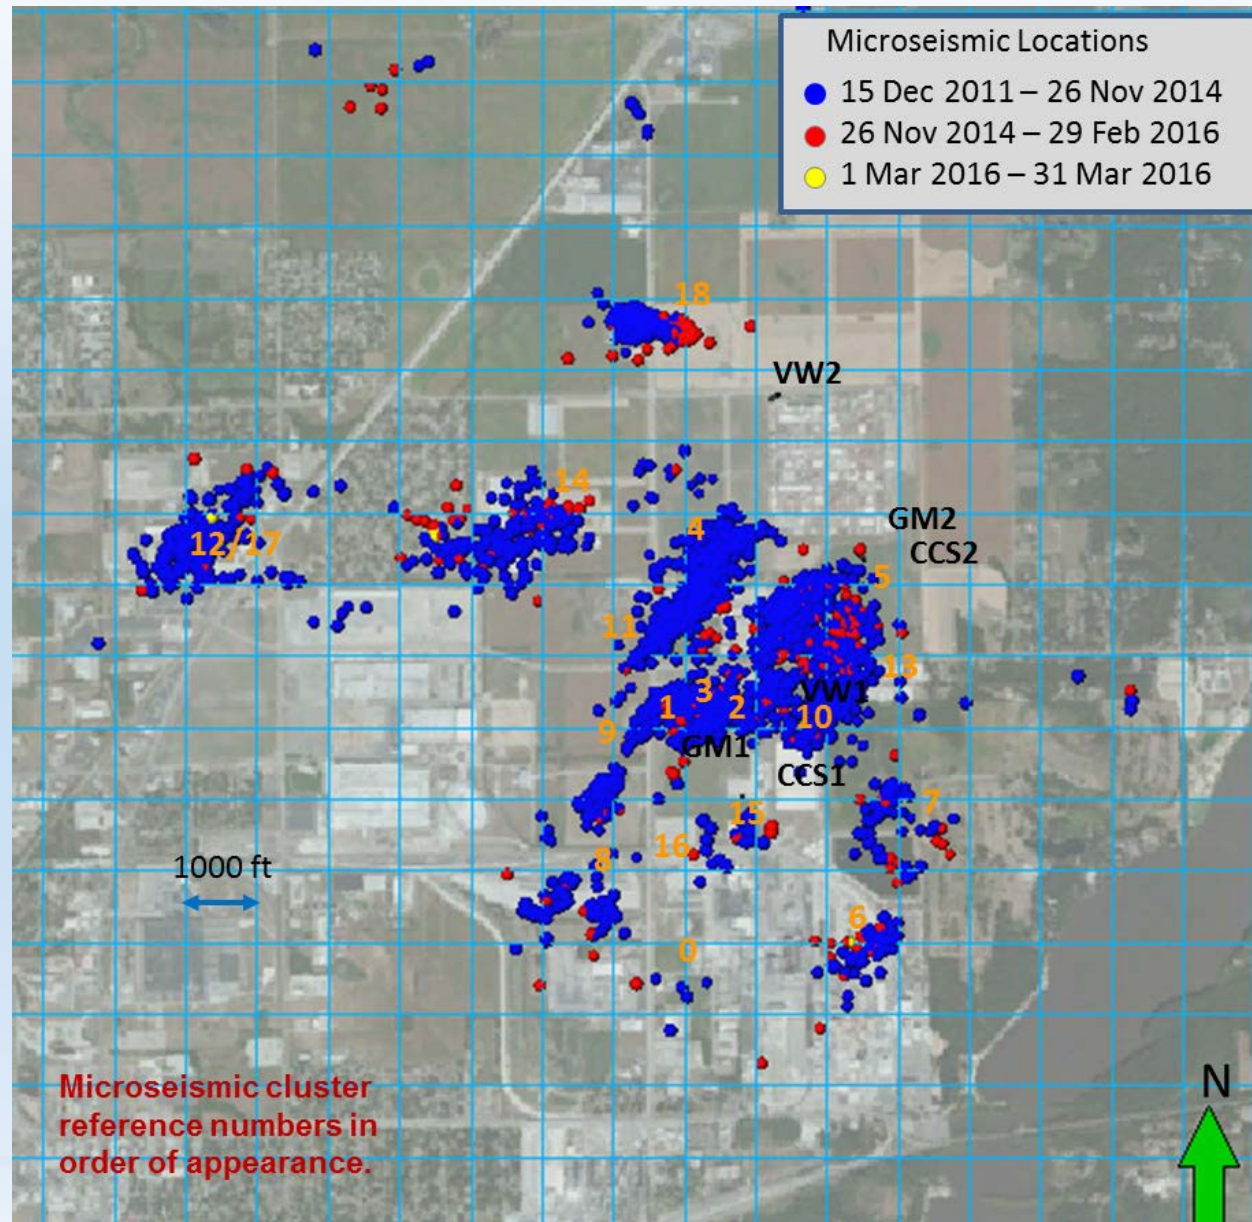 Microseismic Locations
15 Dec 2011 – 26 Nov 2014
26 Nov 2014 – 29 Feb 2016
1 Mar 2016 – 31 Mar 2016
18
VW2
14
12/17
4
GM2
CCS2
5
11
13
3
VW1
1
2
10
9
GM1
CCS1
7
15
16
8
1000 ft
6
0
N
Microseismic cluster
reference numbers in
order of appearance.